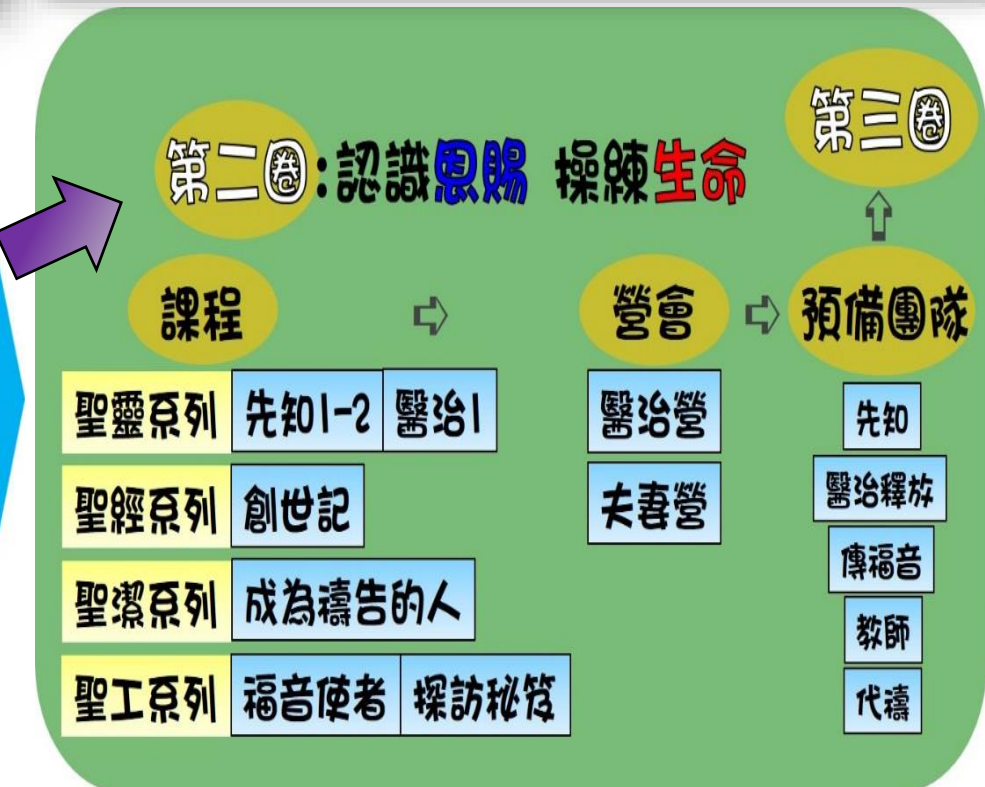 第三圈
第二圈:認識恩賜 操練生命
課程 ⇨ 營會 ⇨ 預備團隊
聖靈系列 先知1-2 醫治1 醫治營 先知
聖經系列 創世記 夫妻營 醫治釋放
聖潔系列 成為禱告的人 傳福音
教師
聖工系列 福音使者 探訪秘笈 代禱